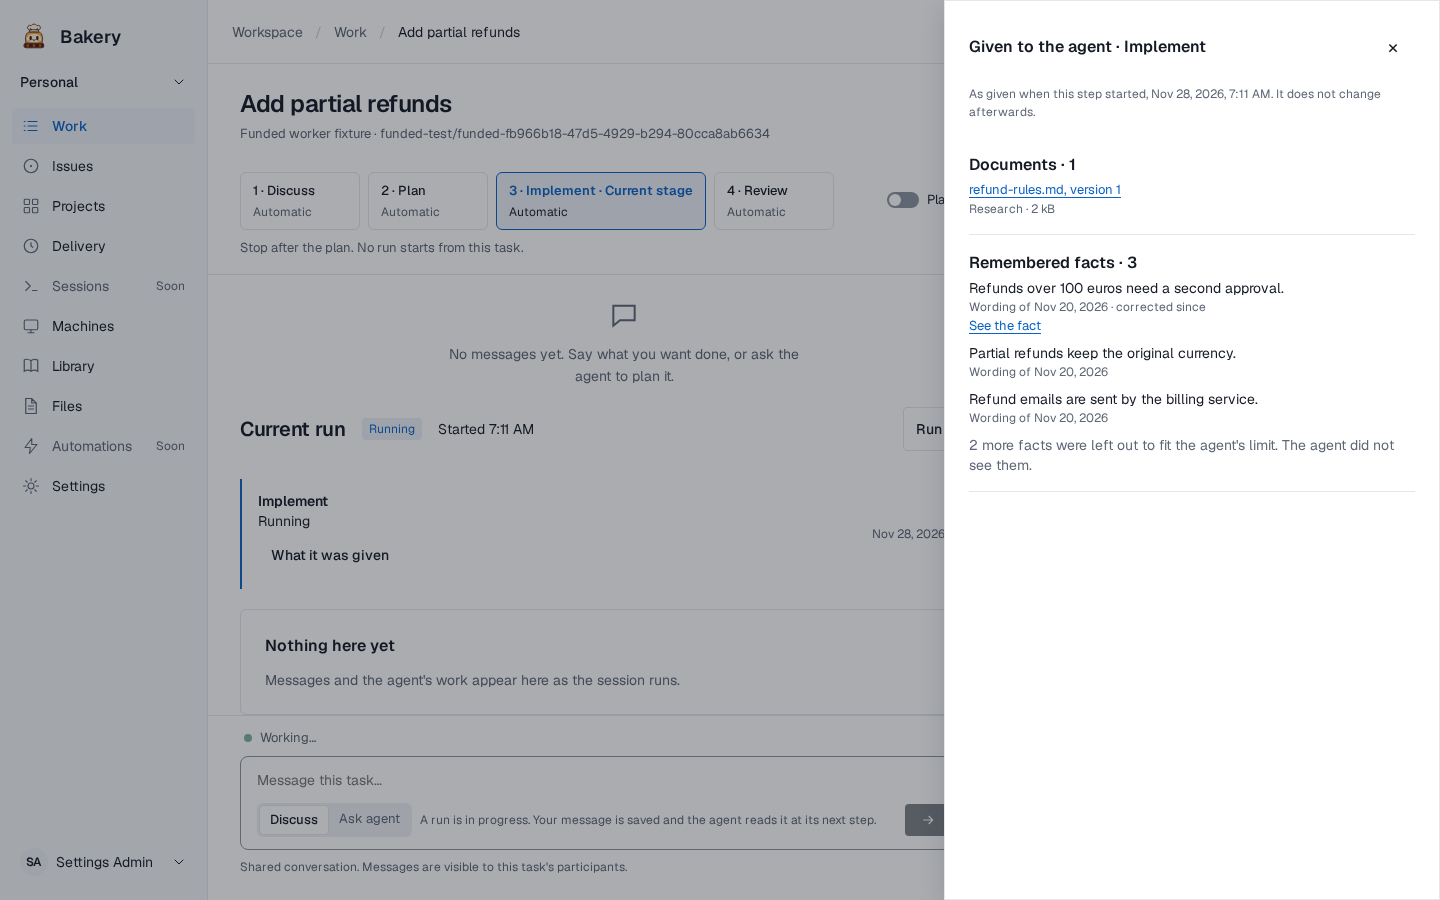 Bakery
Personal
Work
Issues
Projects
Delivery
Sessions Soon
Machines
Library
Files
Automations Soon
Settings
SA Settings Admin
Workspace / Work / Add partial refunds
Add partial refunds
Funded worker fixture · funded-test/funded-fb966b18-47d5-4929-b294-80cca8ab6634
1 · Discuss
Automatic
2 · Plan
Automatic
3 · Implement · Current stage
Automatic
4 · Review
Automatic
Pla
Stop after the plan. No run starts from this task.
No messages yet. Say what you want done, or ask the
agent to plan it.
Current run Running Started 7:11 AM
Run
Implement
Running
Nov 28, 2026
What it was given
Nothing here yet
Messages and the agent's work appear here as the session runs.
Working...
Message this task...
Discuss Ask agent A run is in progress. Your message is saved and the agent reads it at its next step.
Shared conversation. Messages are visible to this task's participants.
Given to the agent · Implement
As given when this step started, Nov 28, 2026, 7:11 AM. It does not change
afterwards.
Documents · 1
refund-rules.md, version 1
Research · 2 kB
Remembered facts · 3
Refunds over 100 euros need a second approval.
Wording of Nov 20, 2026 · corrected since
See the fact
Partial refunds keep the original currency.
Wording of Nov 20, 2026
Refund emails are sent by the billing service.
Wording of Nov 20, 2026
2 more facts were left out to fit the agent's limit. The agent did not
see them.